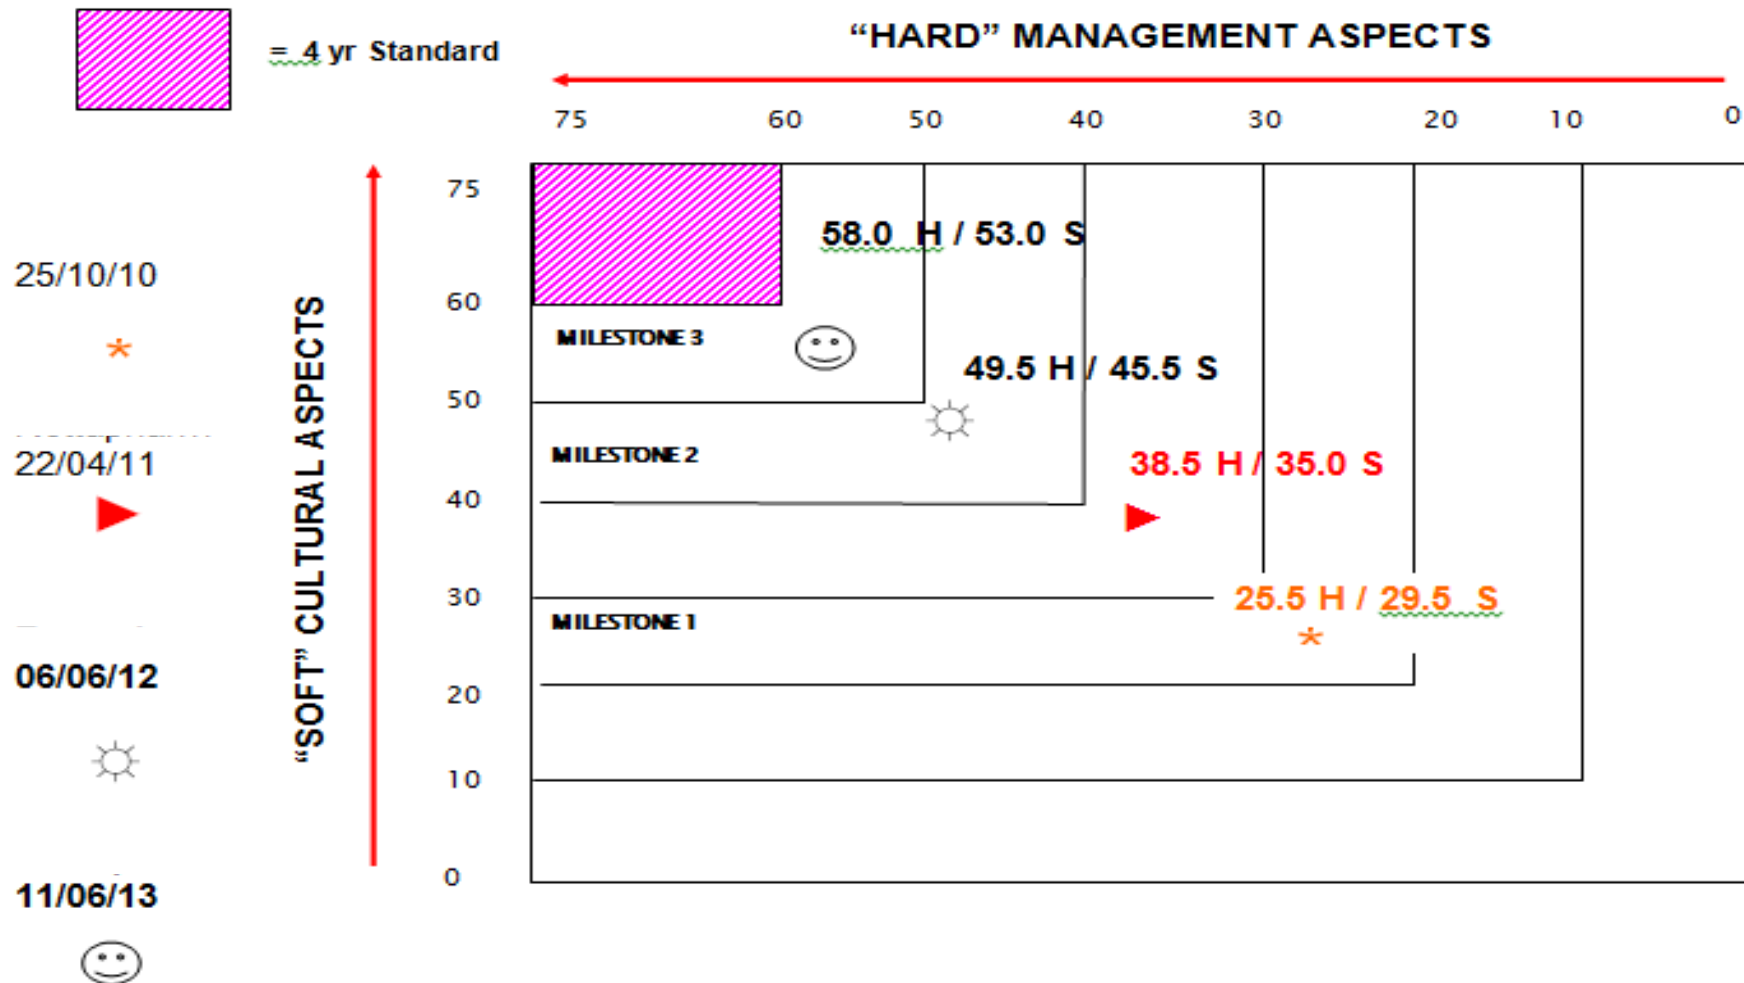 = 4 yr Standard
“HARD” MANAGEMENT ASPECTS
75 60 50 40 30 20 10 0
75
58.0 H / 53.0 S
25/10/10
60
MILESTONE 3
*
49.5 H / 45.5 S
50
MILESTONE 2
22/04/11
38.5 H / 35.0 S
40
“SOFT” CULTURAL ASPECTS
30
25.5 H / 29.5 S
MILESTONE 1
*
06/06/12
20
10
0
11/06/13